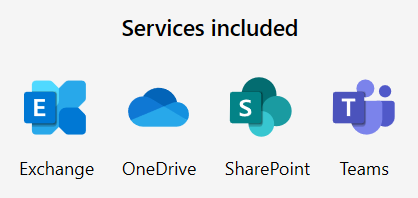 Services included
E S T
Exchange OneDrive SharePoint Teams